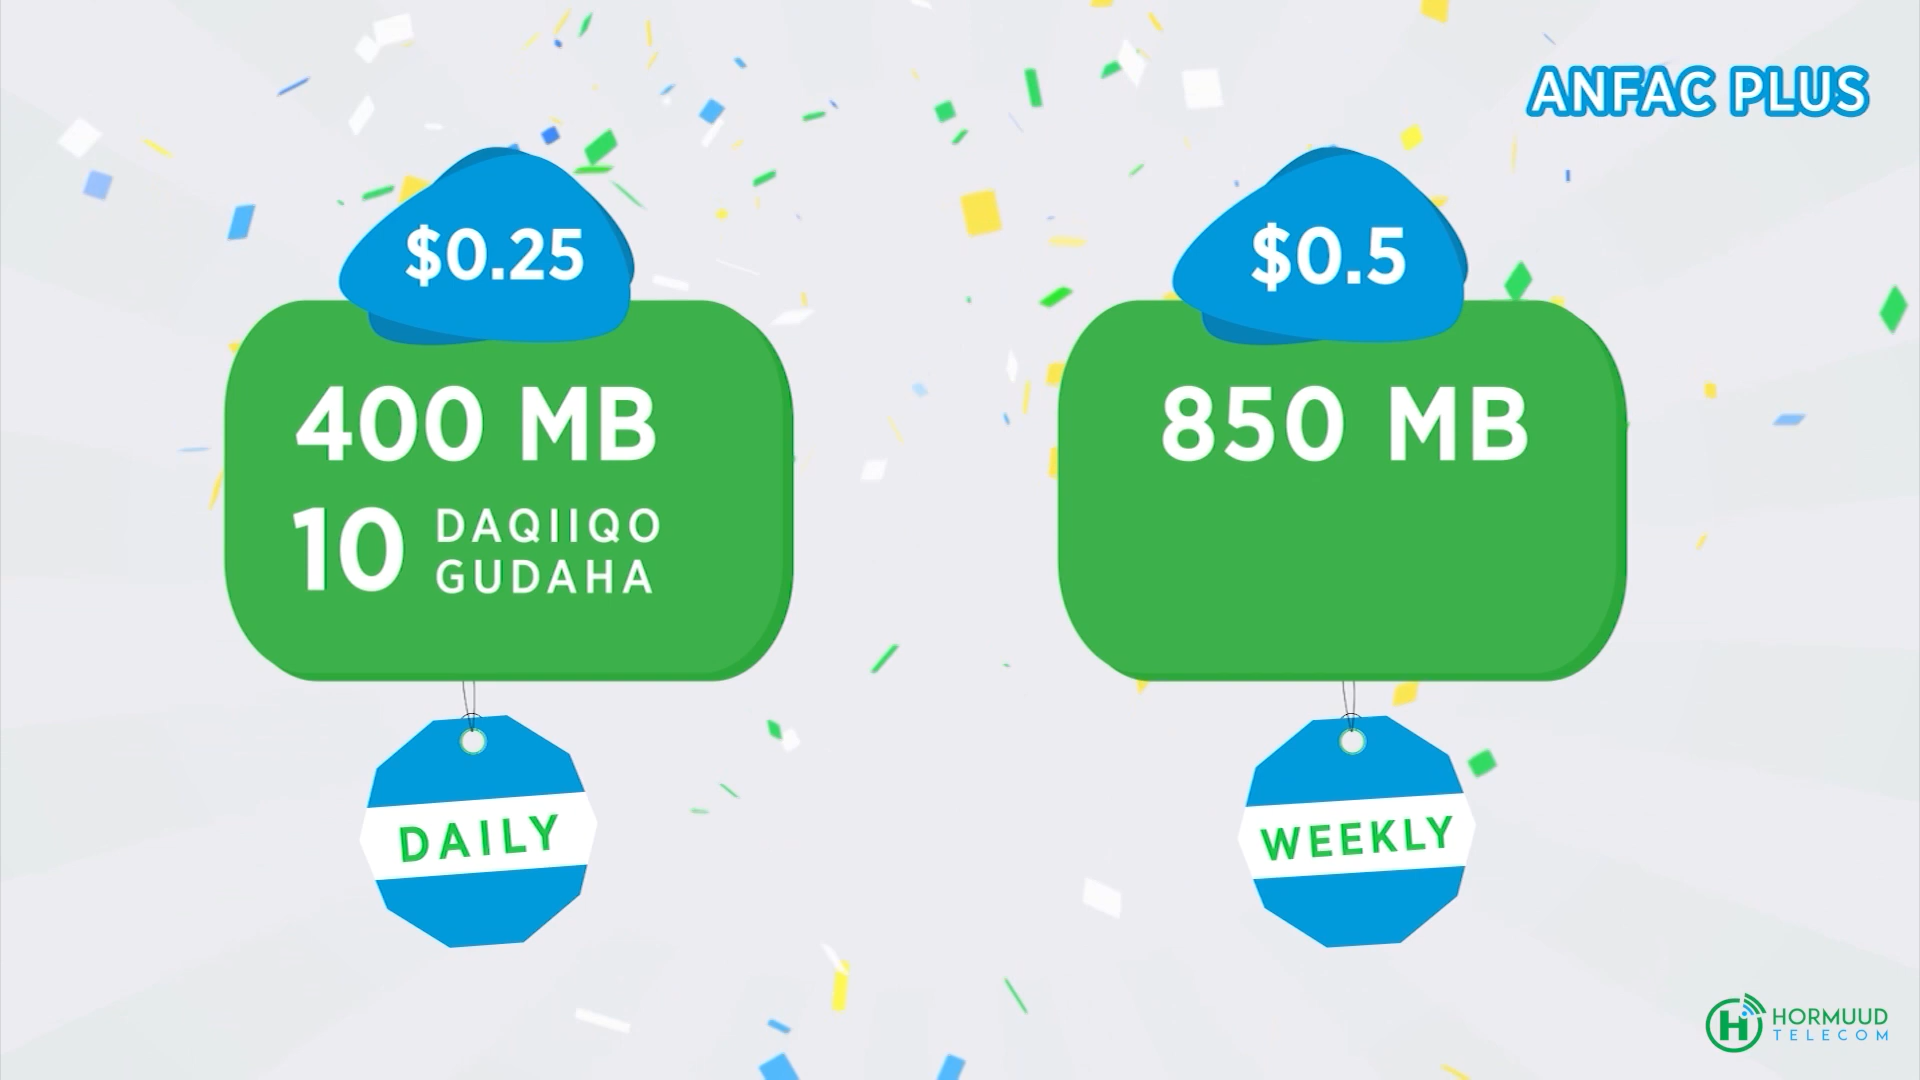 ANFAC PLUS
$0.25
400 MB
10 DAQIIQO
GUDAHA
DAILY
$0.5
850 MB
WEEKLY
HORMUUD
TELECOM